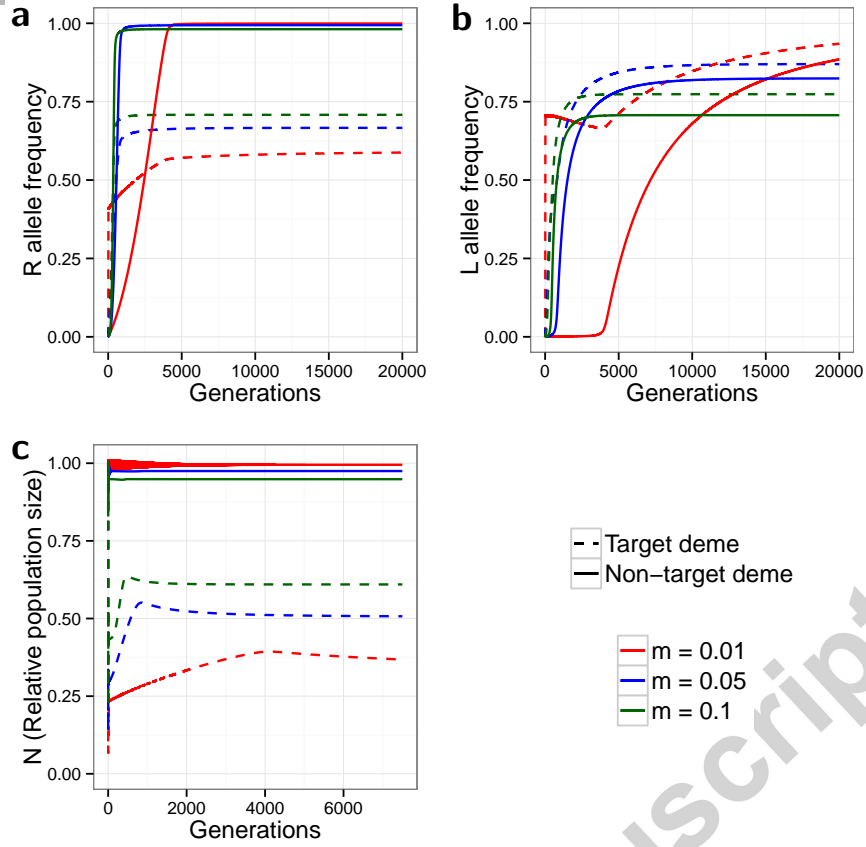 a
R allele frequency
1.00
0.75
0.50
0.25
0.00
0 5000 10000 15000 20000
Generations
b
L allele frequency
1.00
0.75
0.50
0.25
0.00
0 5000 10000 15000 20000
Generations
c
N (Relative population size)
1.00
0.75
0.50
0.25
0.00
0 2000 4000 6000
Generations
Target deme
Non−target deme
m = 0.01
m = 0.05
m = 0.1
uscript